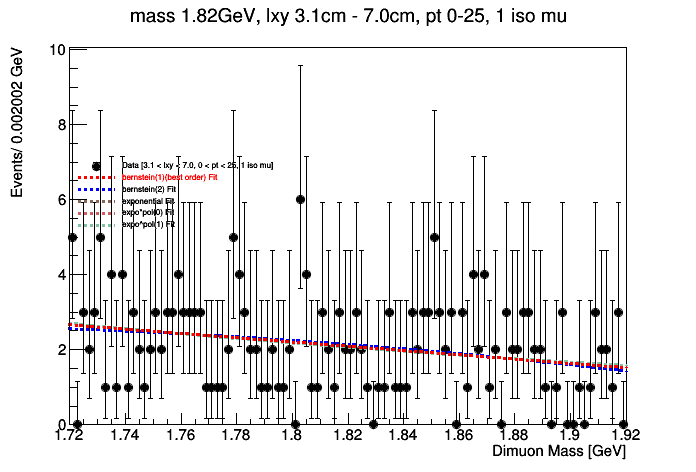 mass 1.82GeV, lxy 3.1cm - 7.0cm, pt 0-25, 1 iso mu
Events/ 0.002002 GeV
10
8
6
4
2
0
Data [3.1 < lxy < 7.0, 0 < pt < 25, 1 iso mu]
bernstein(1)(best order) Fit
bernstein(2) Fit
exponential Fit
expo*pol(0) Fit
expo*pol(1) Fit
1.72 1.74 1.76 1.78 1.8 1.82 1.84 1.86 1.88 1.9 1.92
Dimuon Mass [GeV]